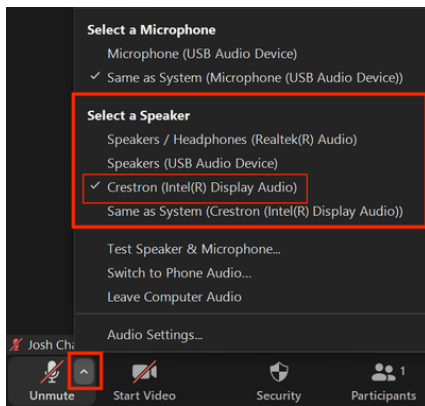 Select a Microphone
Microphone (USB Audio Device)
✓ Same as System (Microphone (USB Audio Device))
Select a Speaker
Speakers / Headphones (Realtek(R) Audio)
Speakers (USB Audio Device)
✓ Crestron (Intel(R) Display Audio)
Same as System (Crestron (Intel(R) Display Audio))
Test Speaker & Microphone...
Switch to Phone Audio...
Leave Computer Audio
Audio Settings...
Josh Cha
1
Unmute Start Video Security Participants